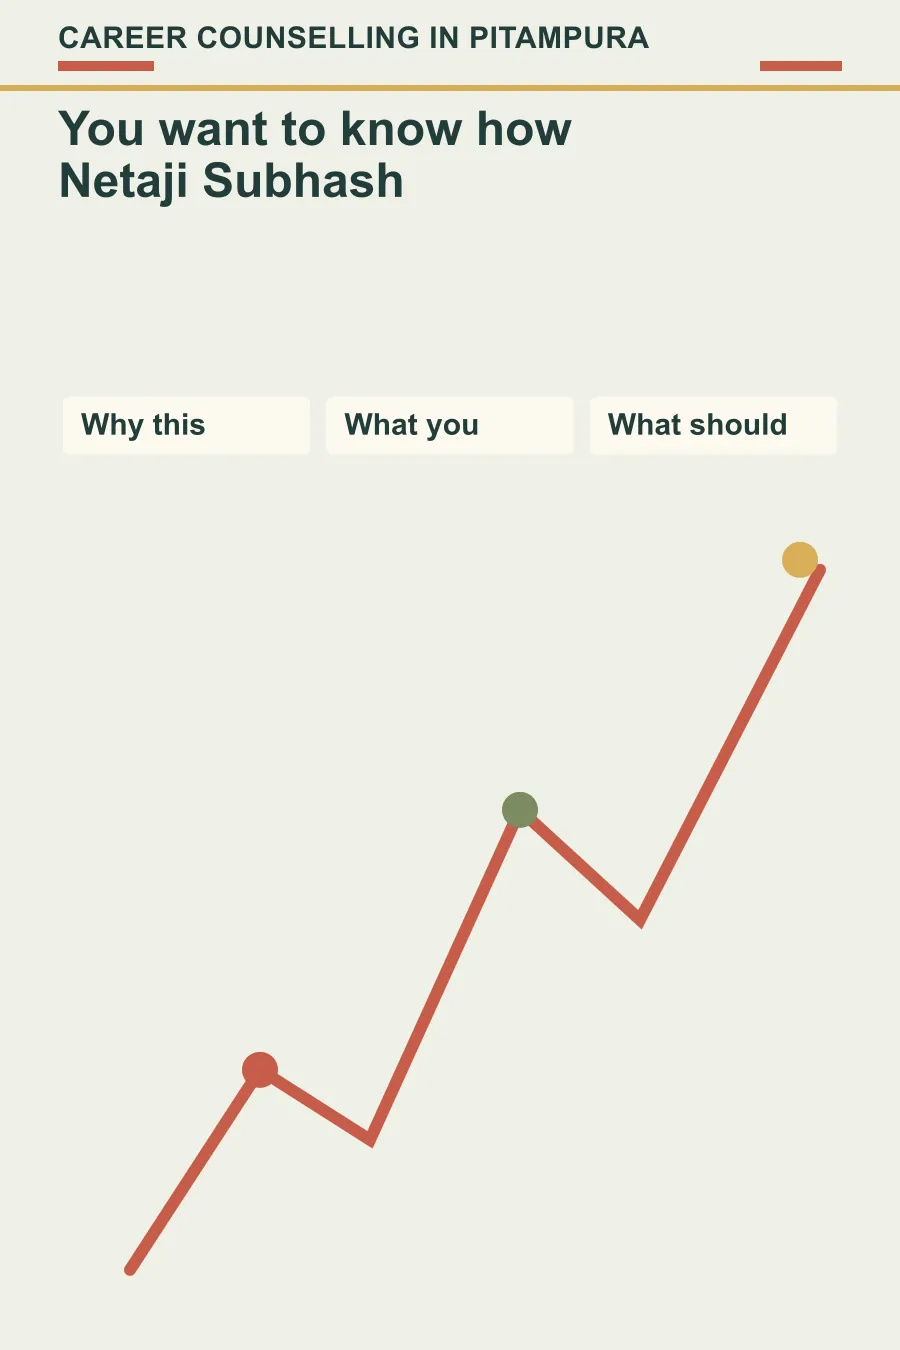 CAREER COUNSELLING IN PITAMPURA
You want to know how
Netaji Subhash
Why this
What you
What should